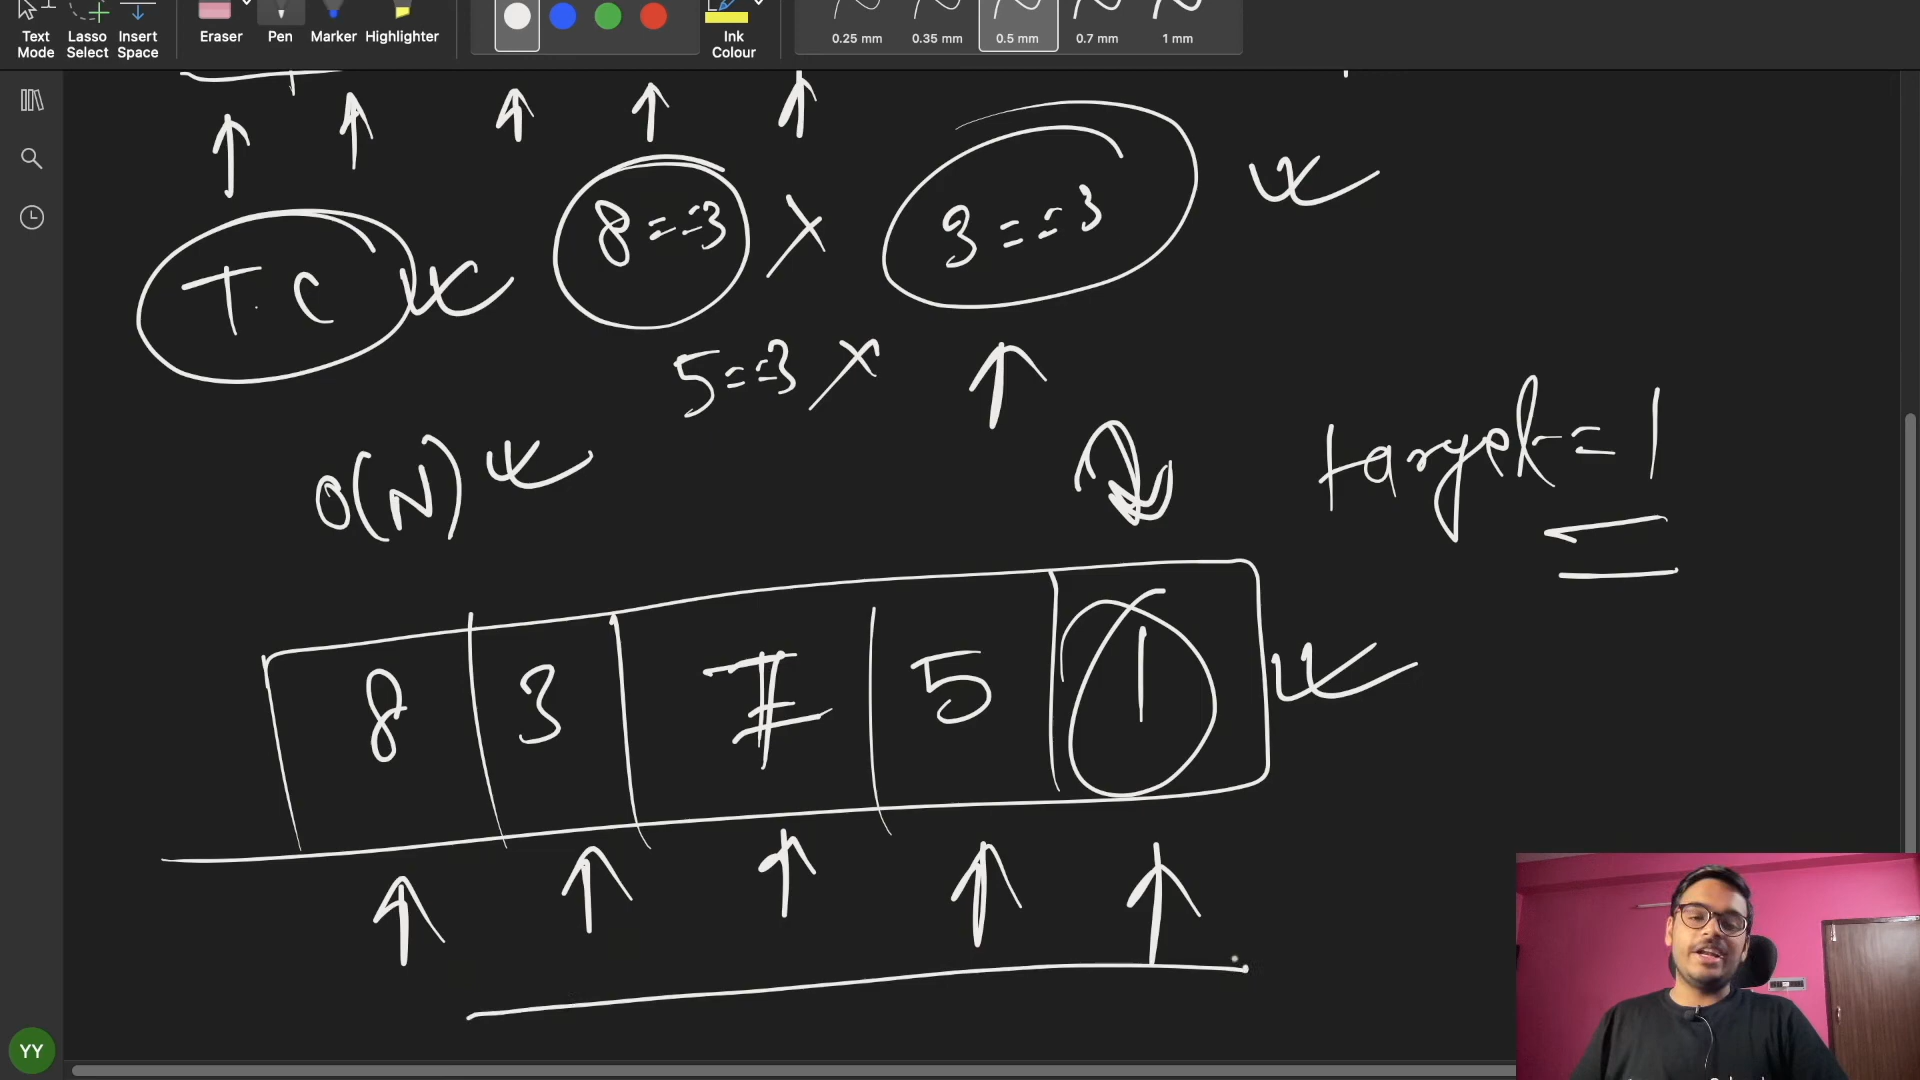 Text Mode
Lasso Select
Insert Space
Eraser
Pen
Marker
Highlighter
Ink Colour
0.25 mm
0.35 mm
0.5 mm
0.7 mm
1 mm
T.C
8==3
3==3
5==3
O(N)
target=1
8 3 7 5 1
YY